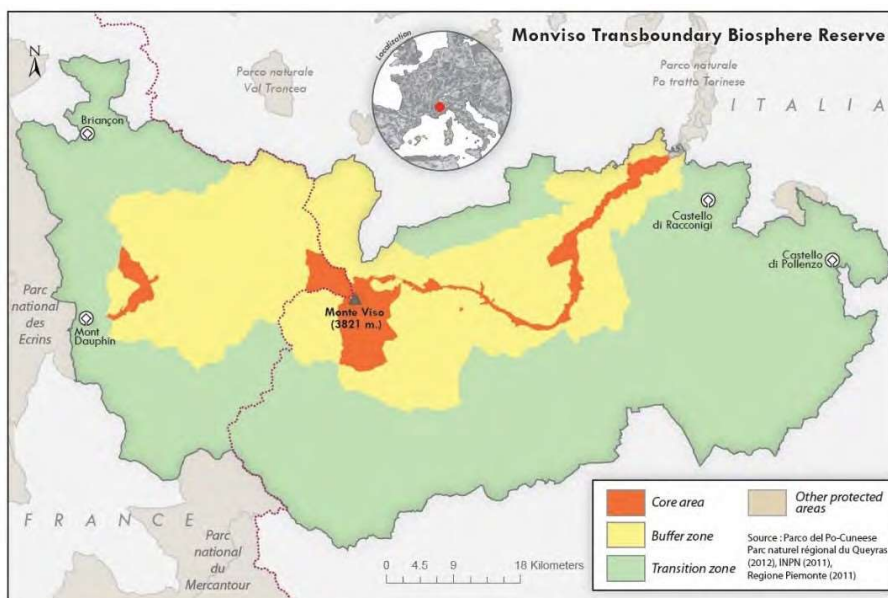 Monviso Transboundary Biosphere Reserve
N
Localization
Parco naturale
Val Troncea
Parco naturale
Po tratto Torinese
I T A L I A
Briançon
Castello
di Racconigi
Castello
di Pollenzo
Parc
national
des
Ecrins
Mont
Dauphin
Monte Viso
(3821 m.)
F R A N C E
Parc
national
du
Mercantour
0 4.5 9 18 Kilometers
Core area
Buffer zone
Transition zone
Other protected
areas
Source : Parco del Po-Cuneese
Parc naturel régional du Queyras
(2012), INPN (2011),
Regione Piemonte (2011)